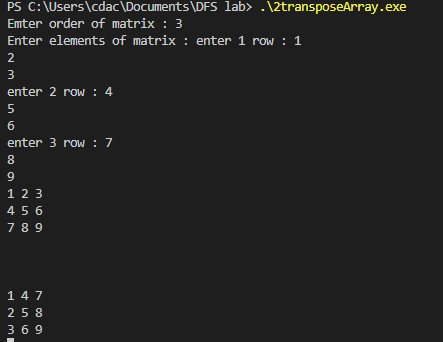 PS C:\Users\cdac\Documents\DFS lab> .\2transposeArray.exe
Emter order of matrix : 3
Enter elements of matrix : enter 1 row : 1
2
3
enter 2 row : 4
5
6
enter 3 row : 7
8
9
1 2 3
4 5 6
7 8 9
1 4 7
2 5 8
3 6 9